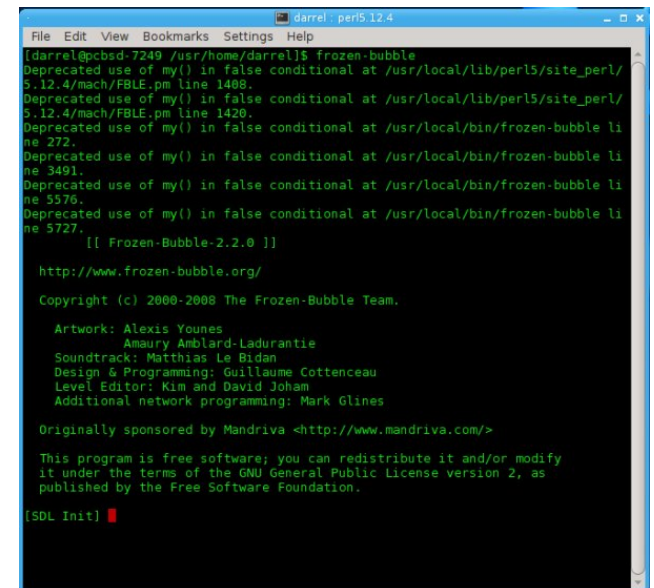 darrel : perl5.12.4
File Edit View Bookmarks Settings Help
[darrel@pcbsd-7249 /usr/home/darrel]$ frozen-bubble
Deprecated use of my() in false conditional at /usr/local/lib/perl5/site_perl/
5.12.4/mach/FBLE.pm line 1408.
Deprecated use of my() in false conditional at /usr/local/lib/perl5/site_perl/
5.12.4/mach/FBLE.pm line 1420.
Deprecated use of my() in false conditional at /usr/local/bin/frozen-bubble li
ne 272.
Deprecated use of my() in false conditional at /usr/local/bin/frozen-bubble li
ne 3491.
Deprecated use of my() in false conditional at /usr/local/bin/frozen-bubble li
ne 5576.
Deprecated use of my() in false conditional at /usr/local/bin/frozen-bubble li
ne 5727.
[[ Frozen-Bubble-2.2.0 ]]
http://www.frozen-bubble.org/
Copyright (c) 2000-2008 The Frozen-Bubble Team.
Artwork: Alexis Younes
Amaury Amblard-Ladurantie
Soundtrack: Matthias Le Bidan
Design & Programming: Guillaume Cottenceau
Level Editor: Kim and David Joham
Additional network programming: Mark Glines
Originally sponsored by Mandriva <http://www.mandriva.com/>
This program is free software; you can redistribute it and/or modify
it under the terms of the GNU General Public License version 2, as
published by the Free Software Foundation.
[SDL Init]